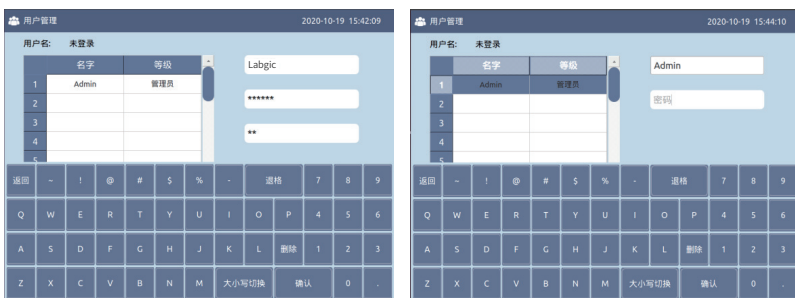 用户管理 2020-10-19 15:42:09
用户名: 未登录
名字 等级
1 Admin 管理员
2
3
4
5
Labgic
******
**
返回 ~ ! @ # $ % - 退格 7 8 9
Q W E R T Y U I O P 4 5 6
A S D F G H J K L 删除 1 2 3
Z X C V B N M 大小写切换 确认 0 .
用户管理 2020-10-19 15:44:10
用户名: 未登录
名字 等级
1 Admin 管理员
2
3
4
5
Admin
密码
返回 ~ ! @ # $ % - 退格 7 8 9
Q W E R T Y U I O P 4 5 6
A S D F G H J K L 删除 1 2 3
Z X C V B N M 大小写切换 确认 0 .